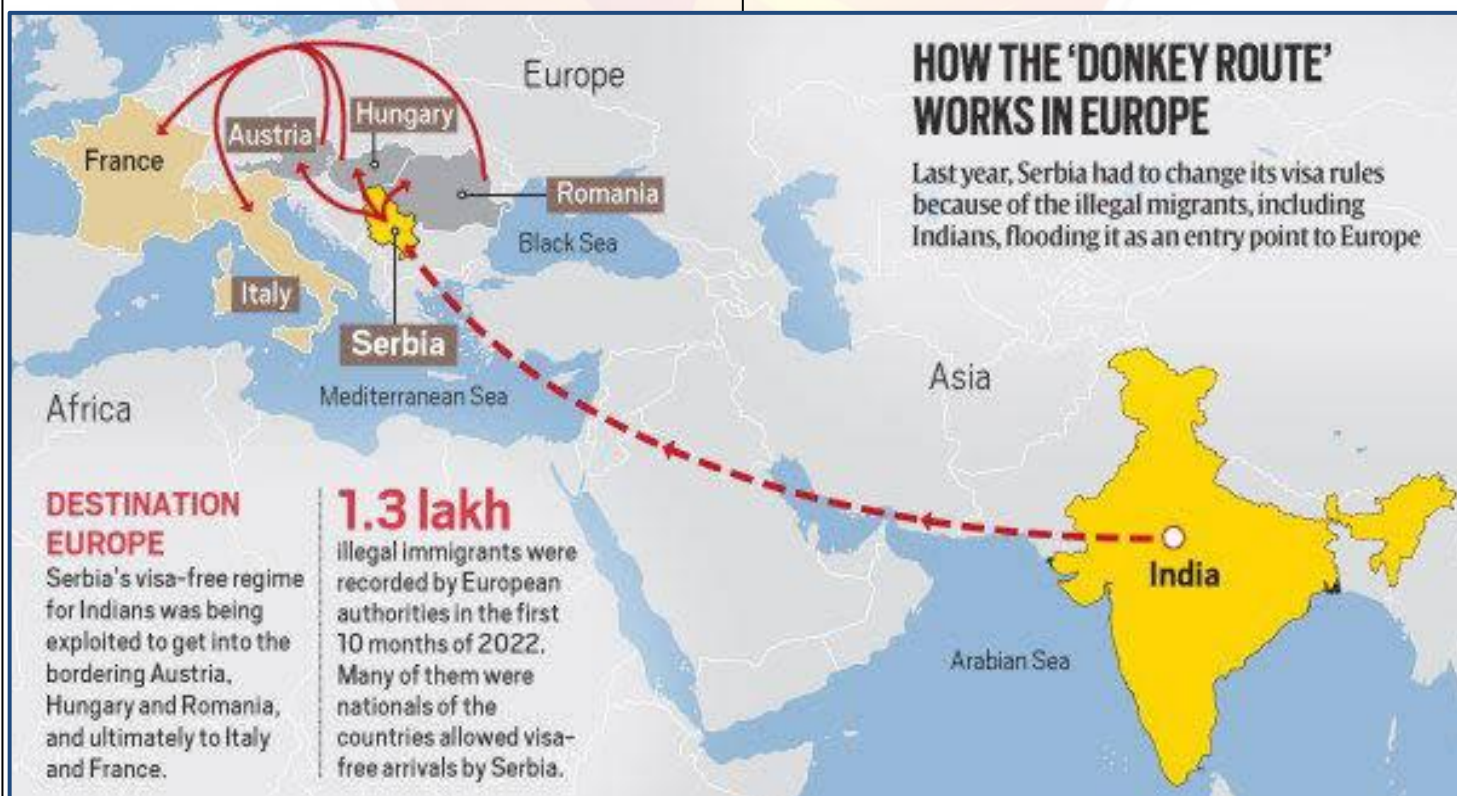 HOW THE 'DONKEY ROUTE'
WORKS IN EUROPE
Last year, Serbia had to change its visa rules
because of the illegal migrants, including
Indians, flooding it as an entry point to Europe
Europe
Hungary
Austria
France
Romania
Black Sea
Italy
Serbia
Mediterranean Sea
Africa
Asia
India
Arabian Sea
DESTINATION
EUROPE
Serbia's visa-free regime
for Indians was being
exploited to get into the
bordering Austria,
Hungary and Romania,
and ultimately to Italy
and France.
1.3 lakh
illegal immigrants were
recorded by European
authorities in the first
10 months of 2022.
Many of them were
nationals of the
countries allowed visa-
free arrivals by Serbia.